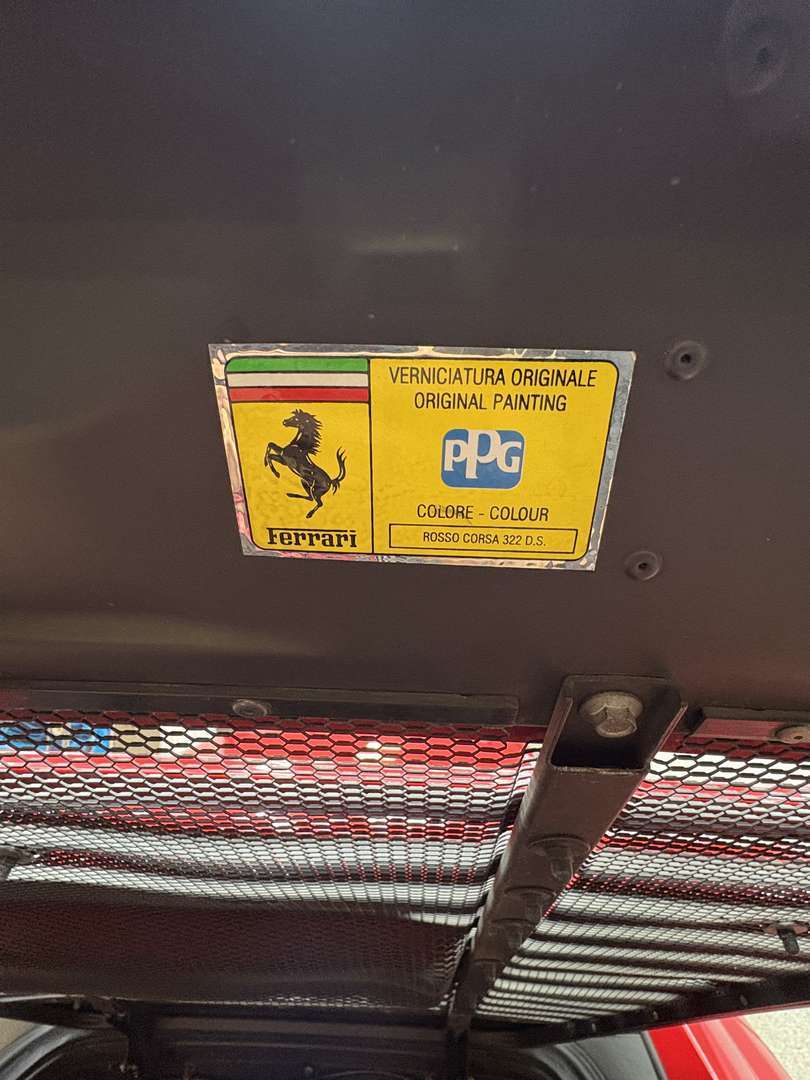 VERNICIATURA ORIGINALE
ORIGINAL PAINTING
PPG
COLORE - COLOUR
ROSSO CORSA 322 D.S.
Ferrari